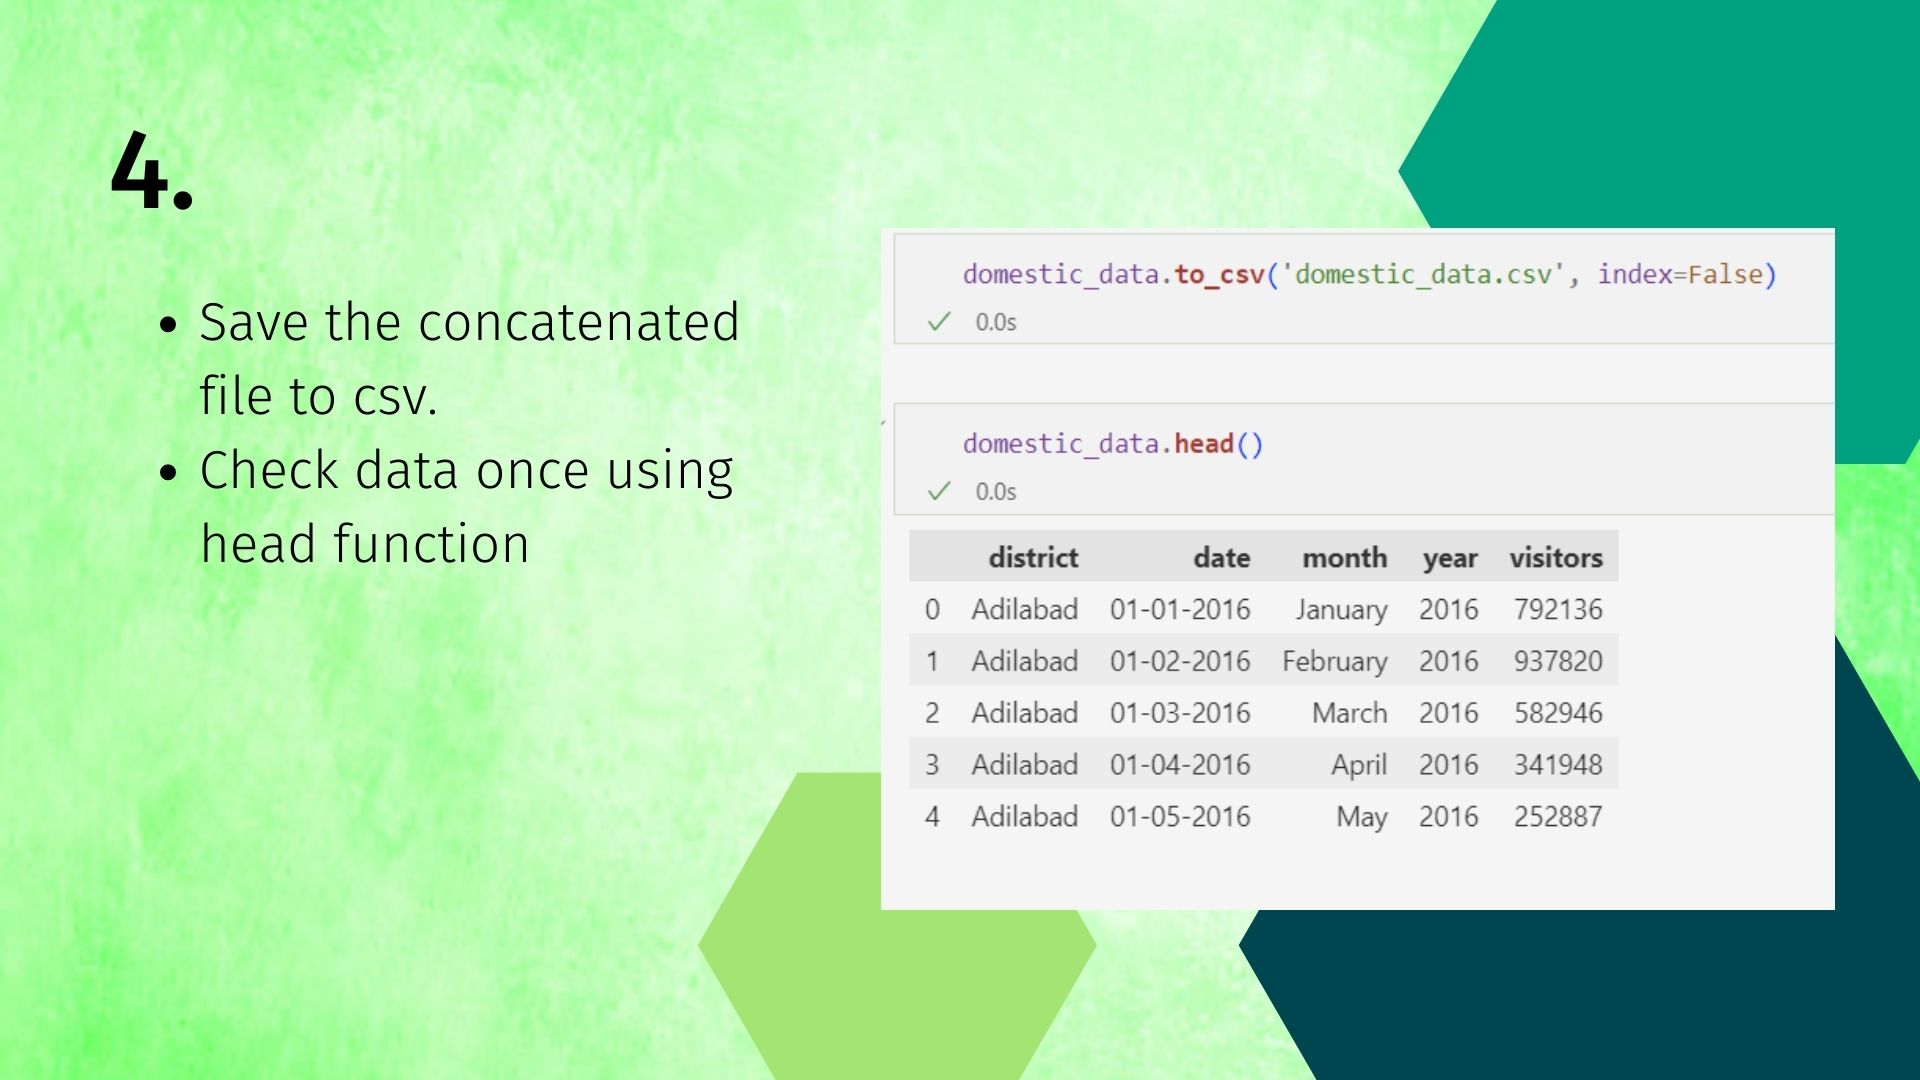 4.
• Save the concatenated
file to csv.
• Check data once using
head function
domestic_data.to_csv('domestic_data.csv', index=False)
✓ 0.0s
domestic_data.head()
✓ 0.0s
district date month year visitors
0 Adilabad 01-01-2016 January 2016 792136
1 Adilabad 01-02-2016 February 2016 937820
2 Adilabad 01-03-2016 March 2016 582946
3 Adilabad 01-04-2016 April 2016 341948
4 Adilabad 01-05-2016 May 2016 252887